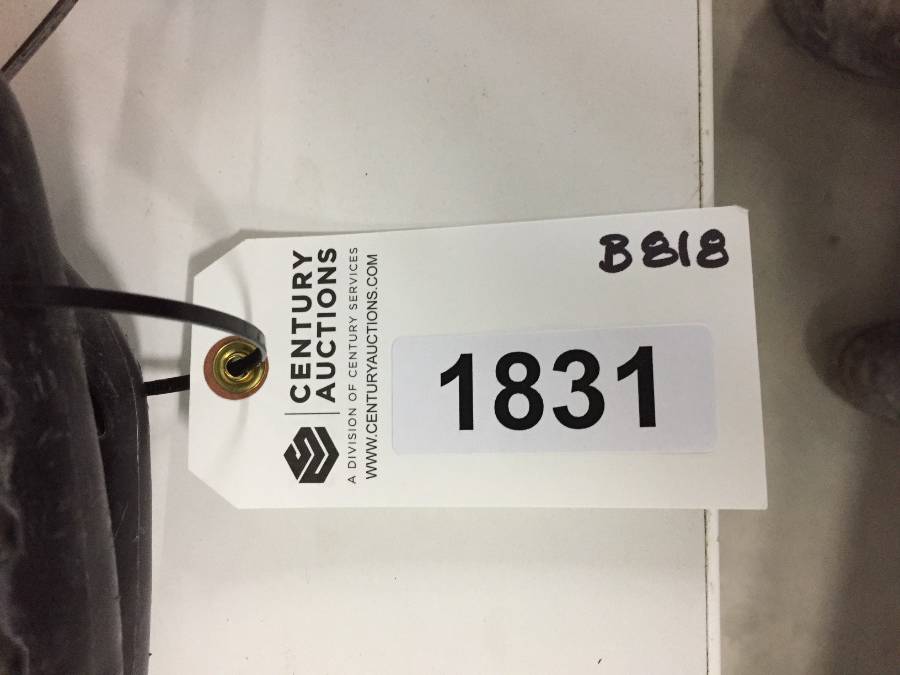 CENTURY
AUCTIONS
A DIVISION OF CENTURY SERVICES
WWW.CENTURYAUCTIONS.COM
B818
1831